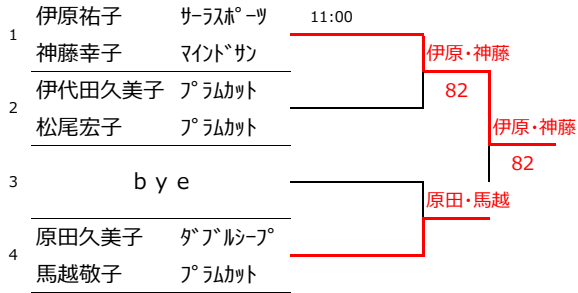 1 伊原祐子 ｻｰﾗｽﾎﾟｰﾂ 11:00
神藤幸子 ﾏｲﾝﾄﾞｻﾝ
伊原・神藤
2 伊代田久美子 ﾌﾟﾗﾑｶｯﾄ
82
松尾宏子 ﾌﾟﾗﾑｶｯﾄ
伊原・神藤
82
3 ｂｙｅ
原田・馬越
4 原田久美子 ﾀﾞﾌﾞﾙｼｰﾌﾟ
馬越敬子 ﾌﾟﾗﾑｶｯﾄ